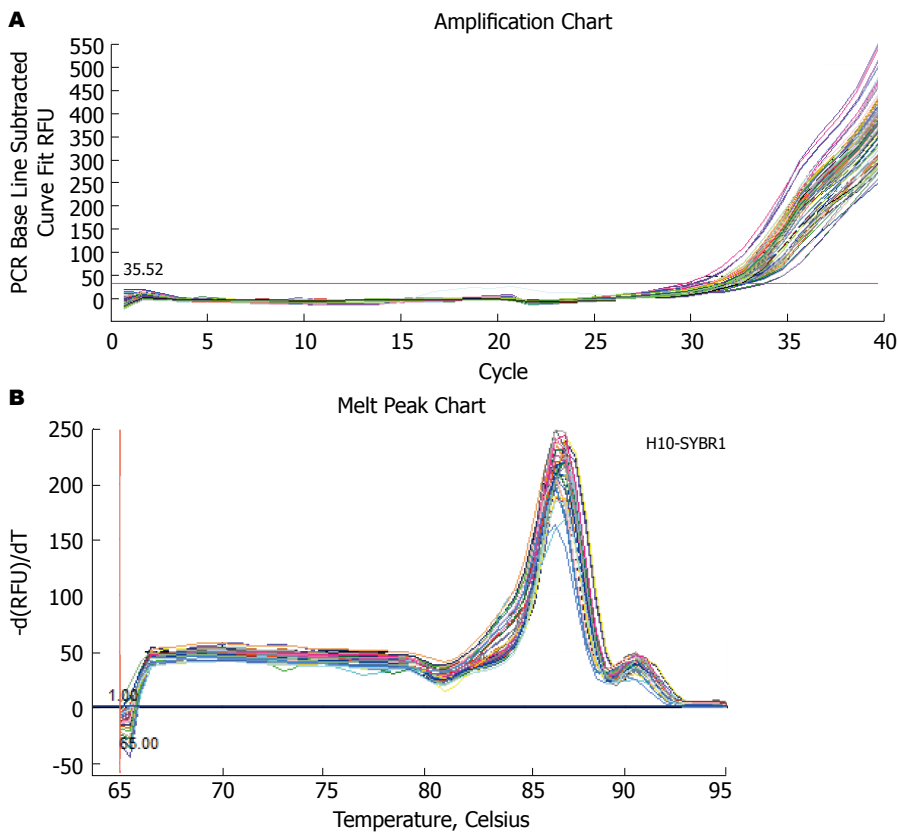 A
Amplification Chart
PCR Base Line Subtracted
Curve Fit RFU
550
500
450
400
350
300
250
200
150
100
50
0
35.52
0 5 10 15 20 25 30 35 40
Cycle
B
Melt Peak Chart
-d(RFU)/dT
250
200
150
100
50
0
-50
H10-SYBR1
1.00
65.00
65 70 75 80 85 90 95
Temperature, Celsius